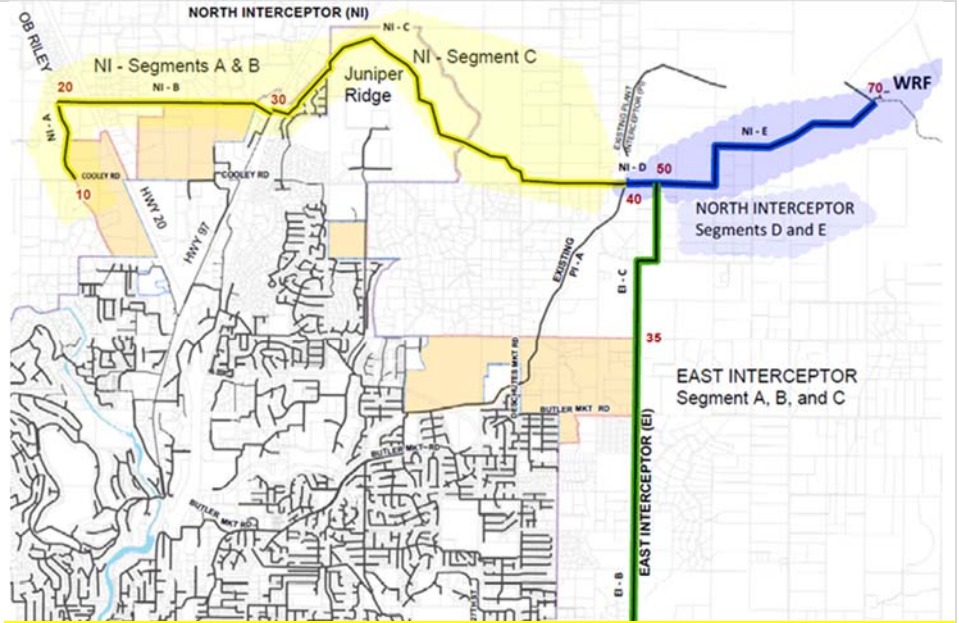 NORTH INTERCEPTOR (NI)
OB RILEY
NI - C
NI - Segments A & B
NI - Segment C
Juniper
Ridge
NI - B
20
30
NI - A
COOLEY RD
COOLEY RD
10
HWY 20
HWY 97
EXISTING PLANT
INTERCEPTOR (PI)
70
WRF
NI - E
NI - D
50
40
NORTH INTERCEPTOR
Segments D and E
EXISTING
PI - A
EI - C
35
EAST INTERCEPTOR
Segment A, B, and C
DESCHUTES MKT RD
BUTLER MKT RD
BUTLER MKT RD
BUTLER MKT RD
EAST INTERCEPTOR (EI)
EI - B
27TH ST